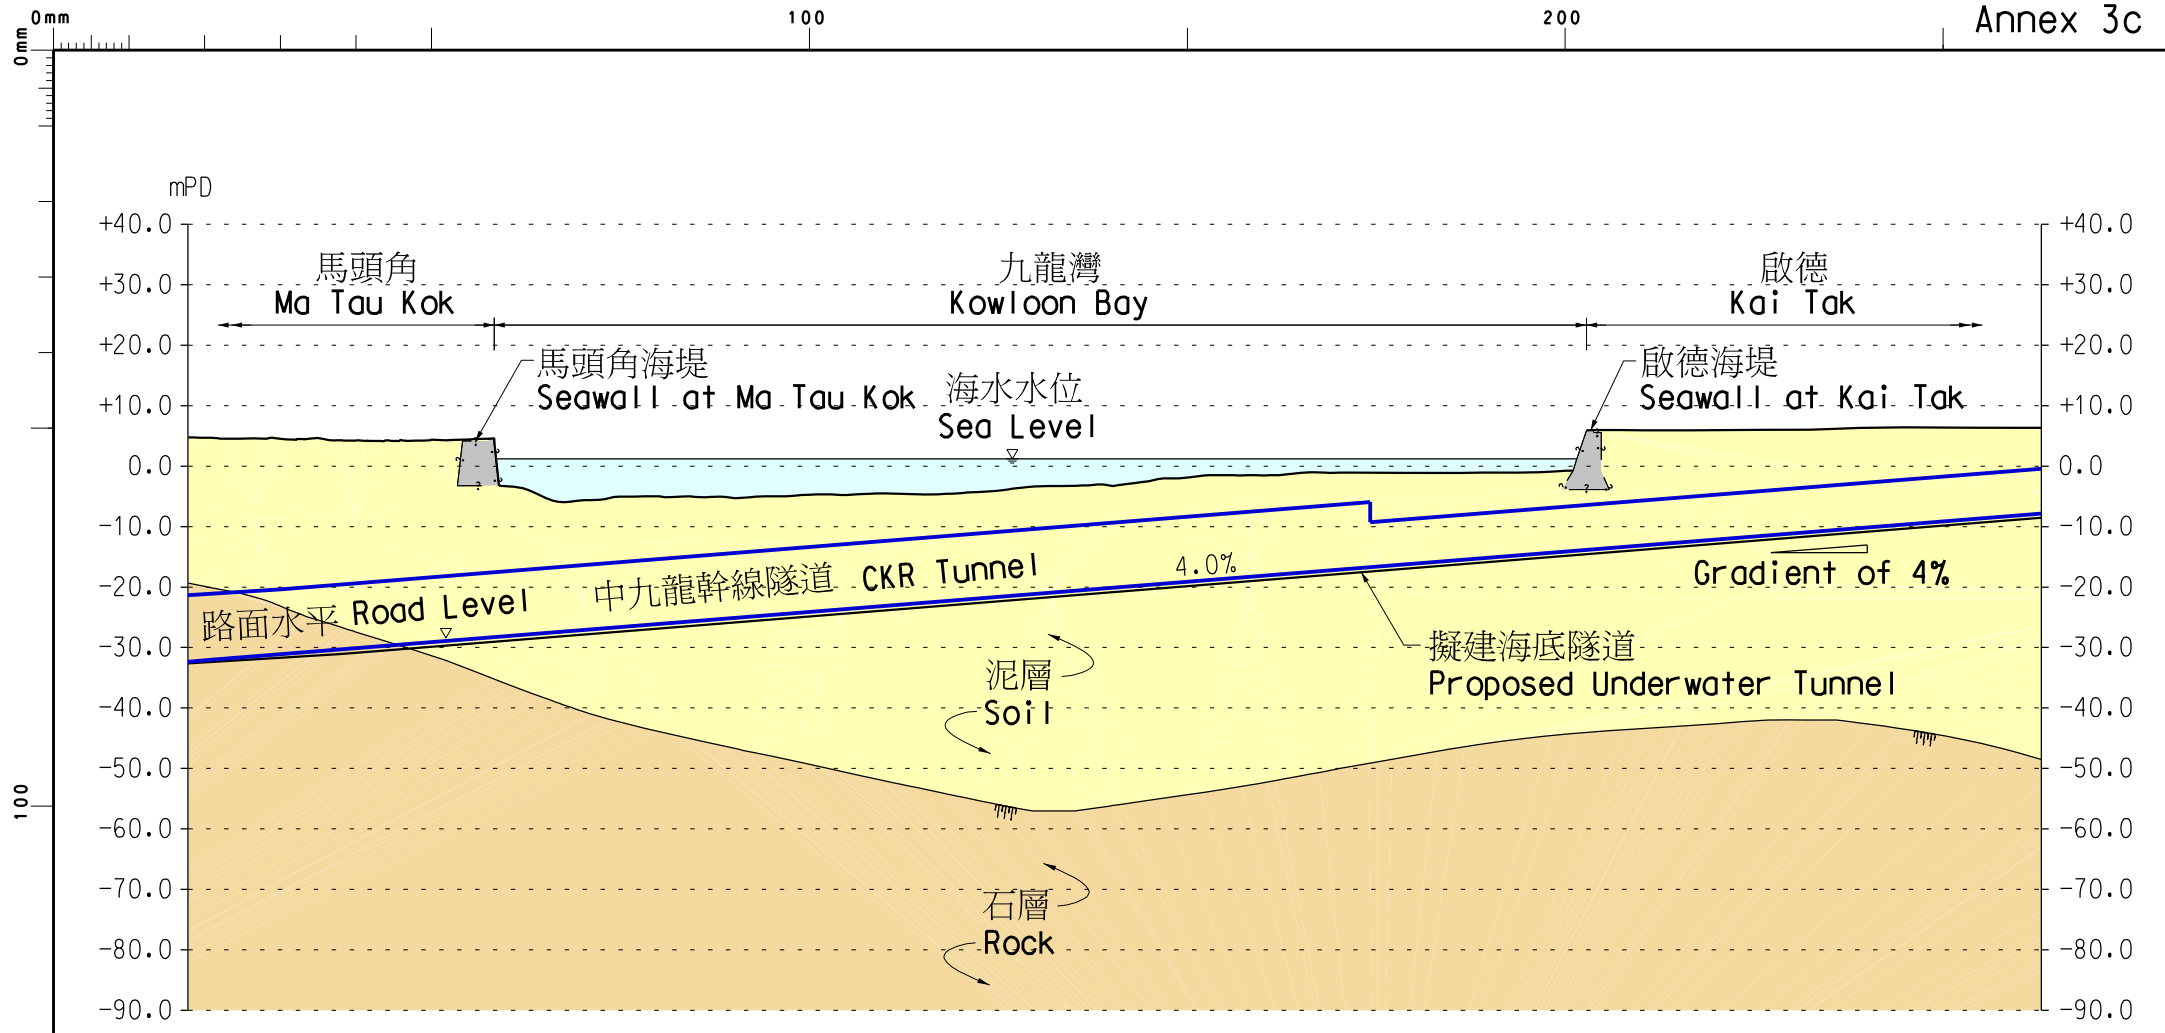 0mm 100 200 Annex 3c
0mm
mPD
+40.0 +40.0
馬頭角 九龍灣 啟德
+30.0 +30.0
Ma Tau Kok Kowloon Bay Kai Tak
+20.0 +20.0
馬頭角海堤 啟德海堤
Seawall at Ma Tau Kok 海水水位 Seawall at Kai Tak
+10.0 +10.0
Sea Level
0.0 0.0
-10.0 -10.0
4.0%
中九龍幹線隧道 CKR Tunnel Gradient of 4%
-20.0 -20.0
路面水平 Road Level
-30.0 -30.0
擬建海底隧道
泥層 Proposed Underwater Tunnel
-40.0 -40.0
Soil
-50.0 -50.0
100
-60.0 -60.0
-70.0 -70.0
石層
Rock
-80.0 -80.0
-90.0 -90.0